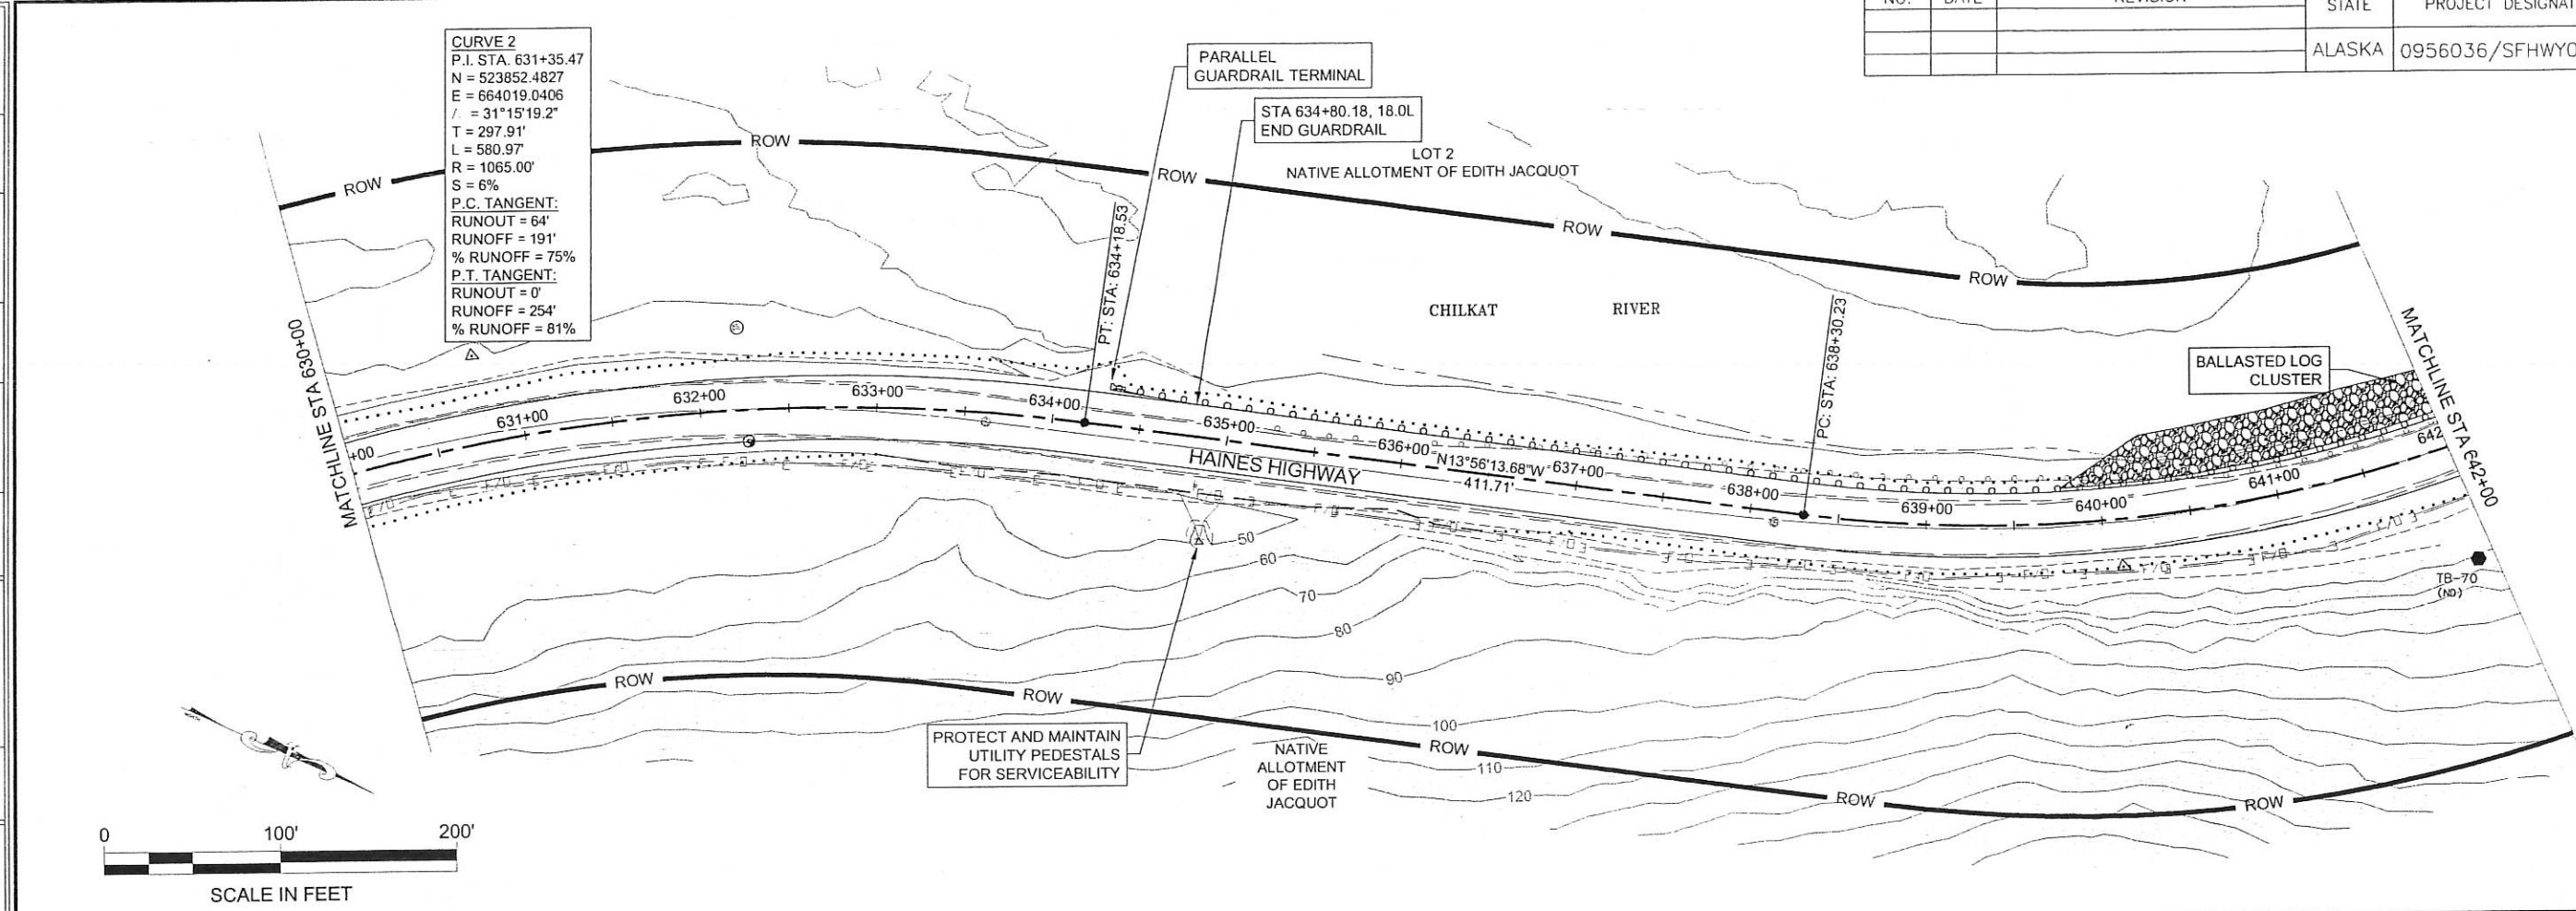 NO.
DATE
REVISION
STATE
ALASKA
0956036/SFHWY0
CURVE 2
P.I. STA. 631+35.47
N = 523852.4827
E = 664019.0406
= 31°15'19.2"
T = 297.91'
L = 580.97'
R = 1065.00'
S = 6%
P.C. TANGENT:
RUNOUT = 64'
RUNOFF = 191'
% RUNOFF = 75%
P.T. TANGENT:
RUNOUT = 0'
RUNOFF = 254'
% RUNOFF = 81%
PARALLEL
GUARDRAIL TERMINAL
STA 634+80.18, 18.0L
END GUARDRAIL
LOT 2
NATIVE ALLOTMENT OF EDITH JACQUOT
ROW
ROW
ROW
ROW
ROW
PT: STA: 634+18.53
CHILKAT RIVER
PC: STA: 638+30.23
BALLASTED LOG
CLUSTER
MATCHLINE STA 630+00
MATCHLINE STA 642+00
+00
631+00
632+00
633+00
634+00
635+00
636+00
N13°56'13.68"W
411.71'
637+00
638+00
639+00
640+00
641+00
642
HAINES HIGHWAY
50
60
70
80
90
100
110
120
TB-70
(ND)
ROW
ROW
ROW
ROW
ROW
PROTECT AND MAINTAIN
UTILITY PEDESTALS
FOR SERVICEABILITY
NATIVE
ALLOTMENT
OF EDITH
JACQUOT
0 100' 200'
SCALE IN FEET